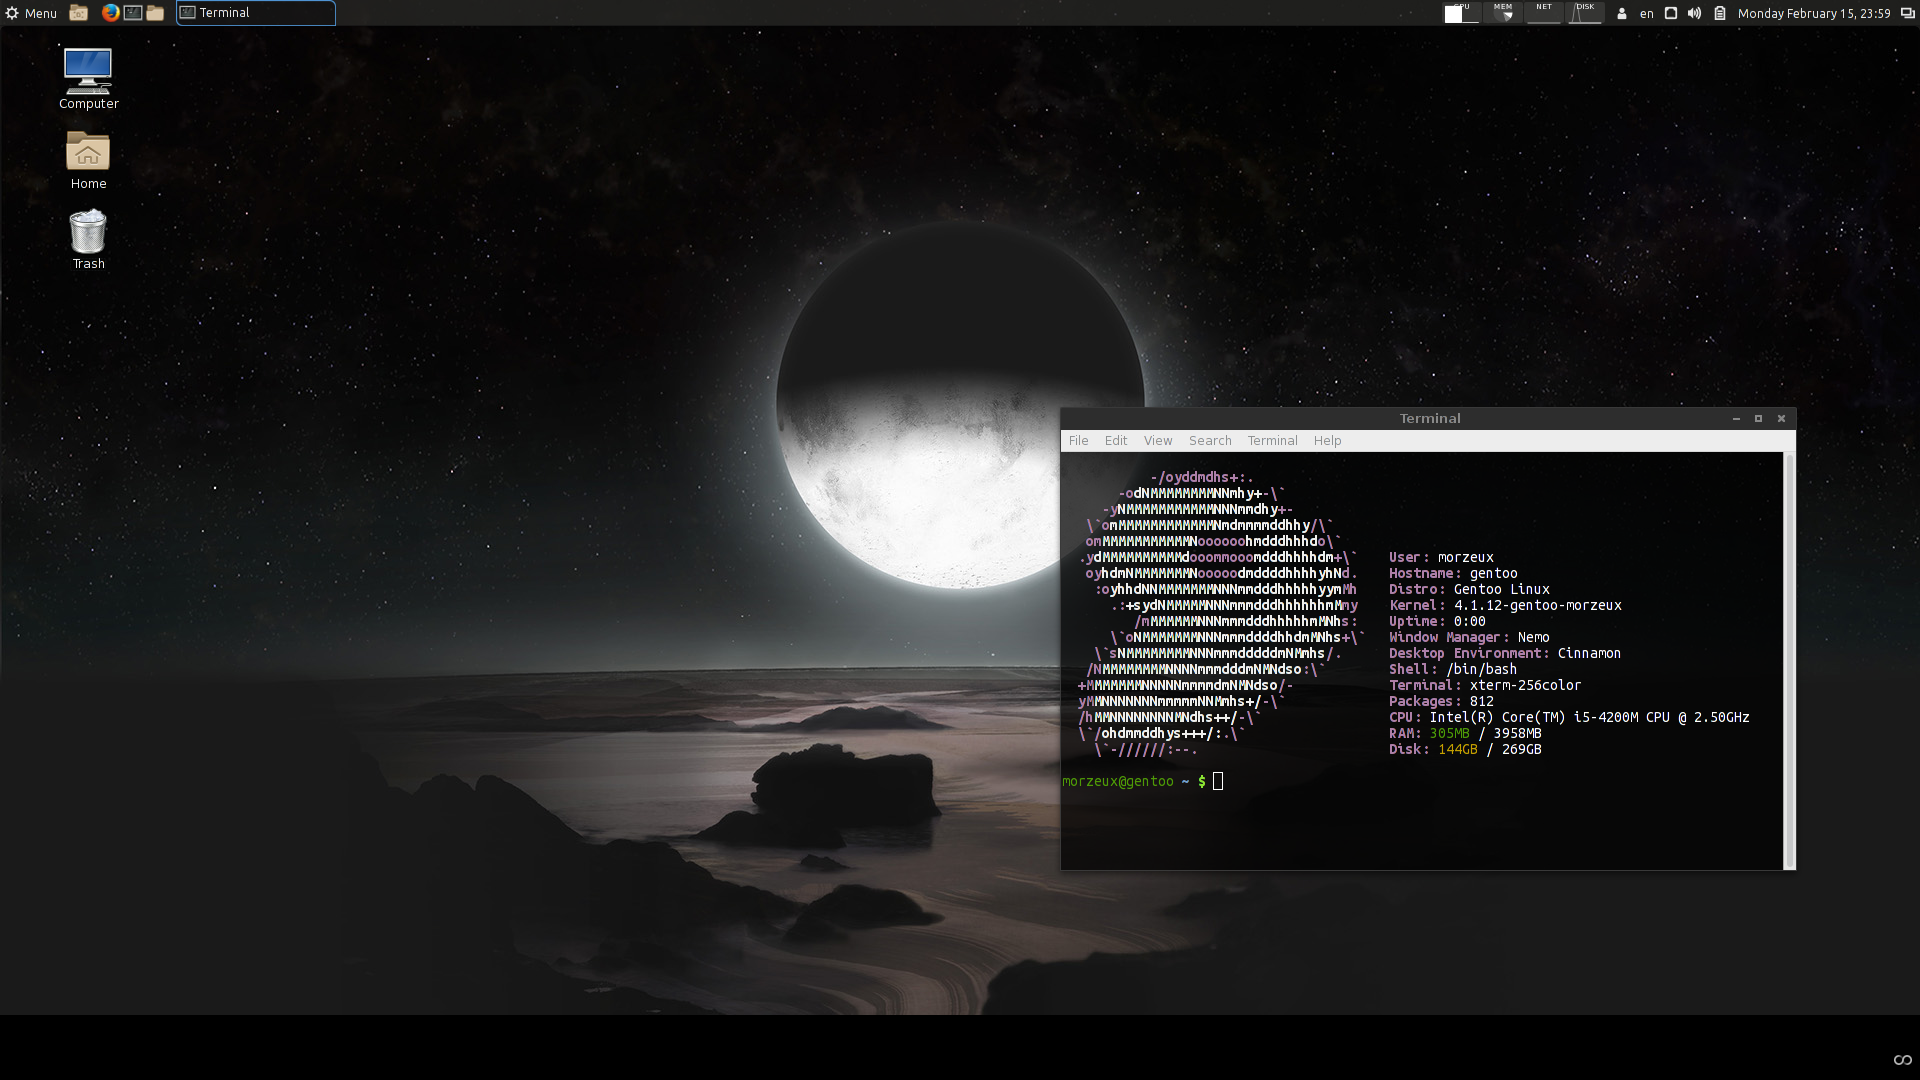 Menu
Terminal
CPU
MEM
NET
DISK
en
Monday February 15, 23:59
Computer
Home
Trash
Terminal
File Edit View Search Terminal Help
-/oyddmdhs+:.
-odNMMMMMMMMNNmhy+-\`
-yNMMMMMMMMMMMNNNmmdhy+-
\`omMMMMMMMMMMMMNmdmmmmddhhy/\`
omMMMMMMMMMMMNoooooohmdddhhhdo\`
.ydMMMMMMMMMMdooommooomdddhhhhdm+\`
oyhdmNMMMMMMMNooooodmddddhhhhyhNd.
:oyhhdNNMMMMMMMNNNmmdddhhhhhyymMh
.:+sydNMMMMMNNNmmmdddhhhhhhmMmy
/mMMMMMMNNNmmmdddhhhhhmMNhs:
\`oNMMMMMMMNNNmmmddddhhdmMNhs+\`
\`sNMMMMMMMMNNNmmmdddddmNMmhs/.
/NMMMMMMMMNNNNmmmdddmNMNdso:\`
+MMMMMMMNNNNNmmmmdmNMNdso/-
yMMNNNNNNNmmmmmNNMmhs+/-\`
/hMMNNNNNNNNMNdhs++/-\`
\`/ohdmmddhys+++/:.\`
\`-//////:--.
User: morzeux
Hostname: gentoo
Distro: Gentoo Linux
Kernel: 4.1.12-gentoo-morzeux
Uptime: 0:00
Window Manager: Nemo
Desktop Environment: Cinnamon
Shell: /bin/bash
Terminal: xterm-256color
Packages: 812
CPU: Intel(R) Core(TM) i5-4200M CPU @ 2.50GHz
RAM: 305MB / 3958MB
Disk: 144GB / 269GB
morzeux@gentoo ~ $